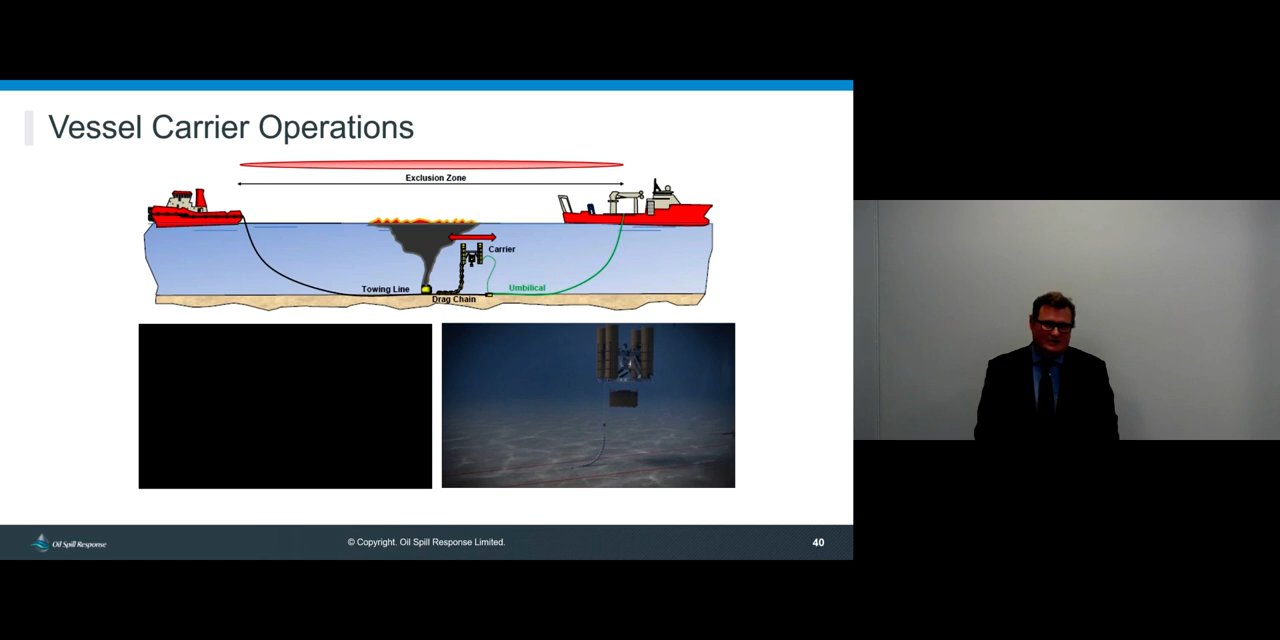 Vessel Carrier Operations
Exclusion Zone
Carrier
Towing Line
Umbilical
Drag Chain
Oil Spill Response
© Copyright. Oil Spill Response Limited.
40